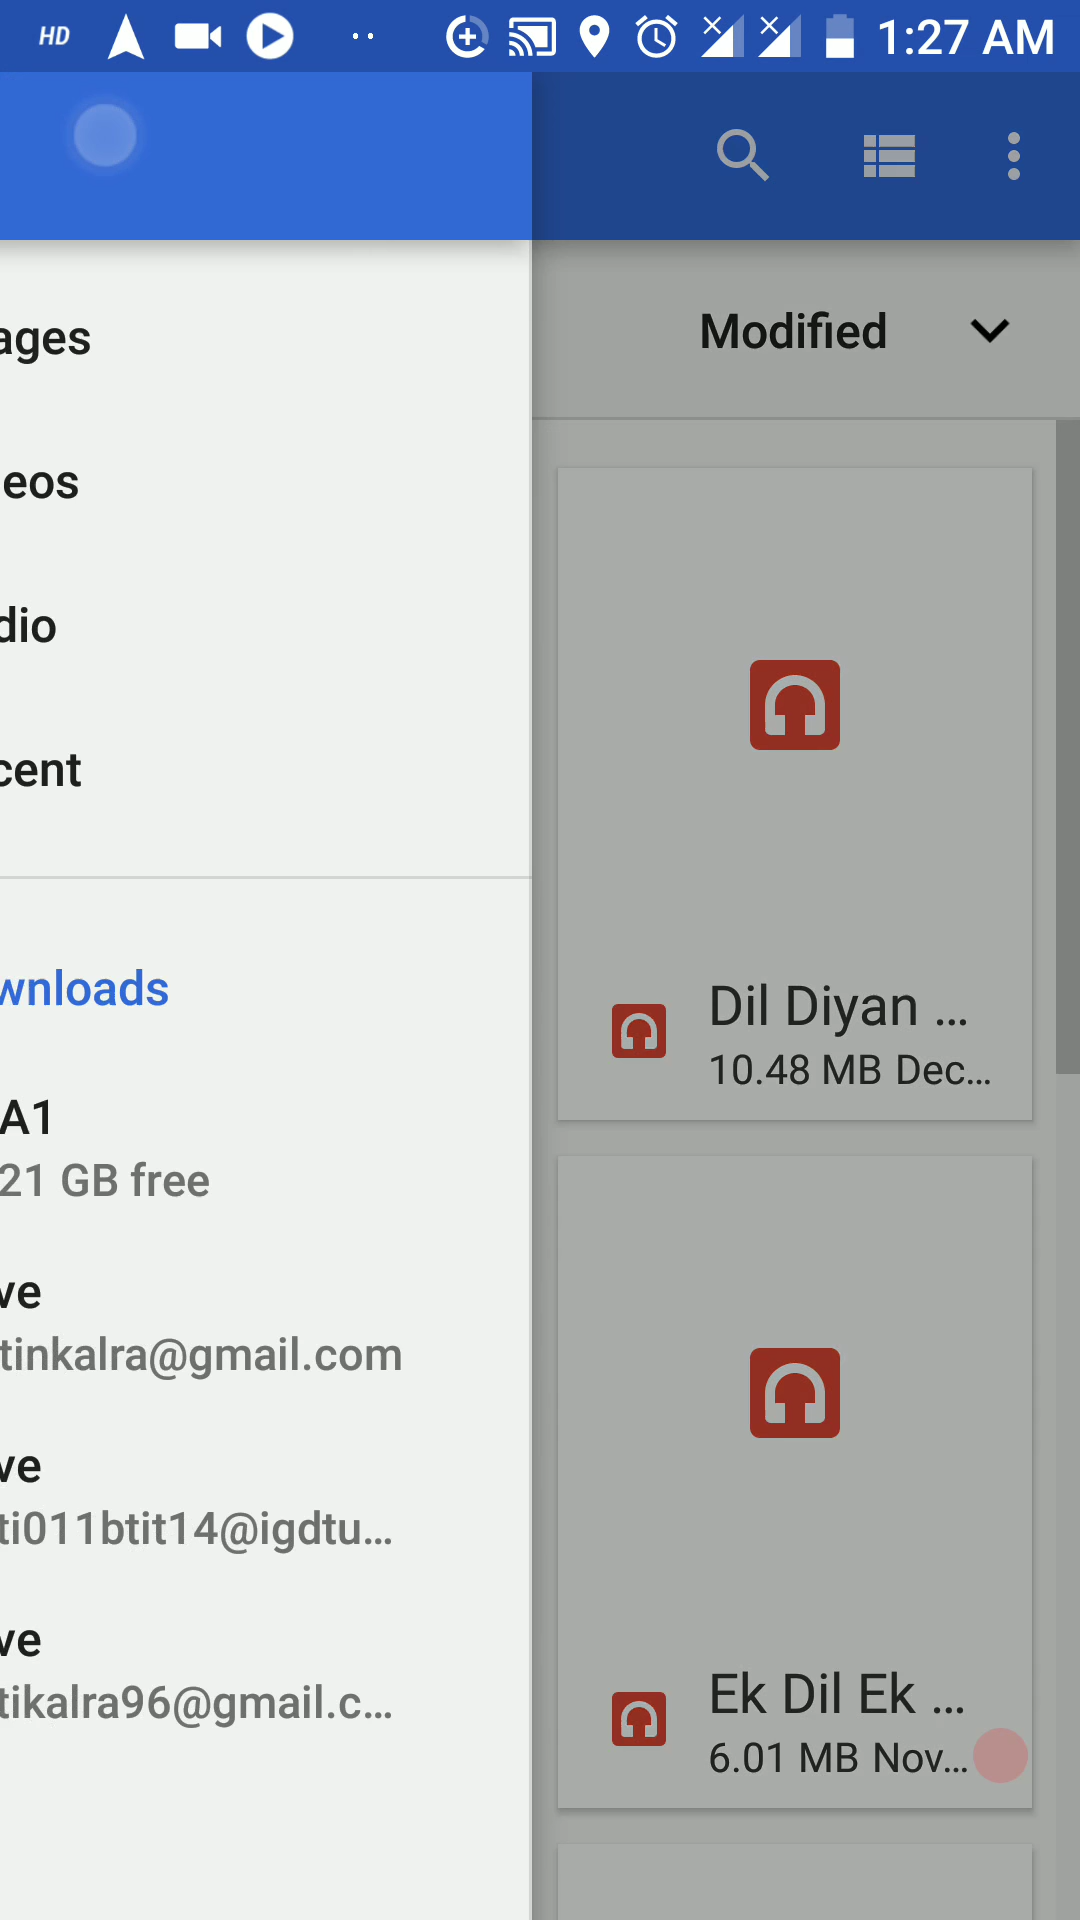 HD 1:27 AM
ages
eos
dio
cent
wnloads
A1
21 GB free
ve
tinkalra@gmail.com
ve
ti011btit14@igdtu...
ve
tikalra96@gmail.c...
Modified
Dil Diyan ...
10.48 MB Dec...
Ek Dil Ek ...
6.01 MB Nov...